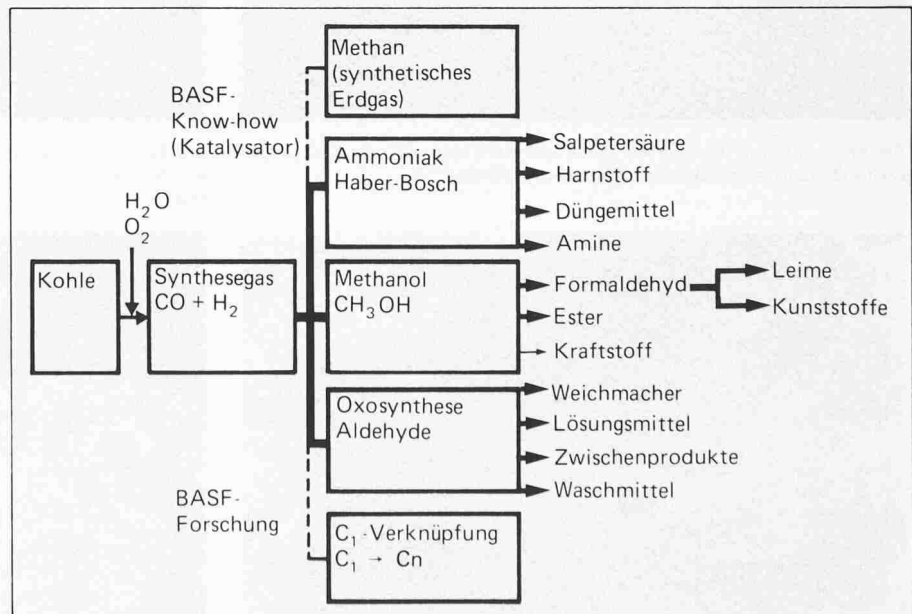 Methan
(synthetisches
Erdgas)
BASF-
Know-how
(Katalysator)
Ammoniak
Haber-Bosch
Salpetersäure
Harnstoff
Düngemittel
Amine
H₂O
O₂
Kohle
Synthesegas
CO + H₂
Methanol
CH₃OH
Formaldehyd
Ester
Kraftstoff
Leime
Kunststoffe
Oxosynthese
Aldehyde
Weichmacher
Lösungsmittel
Zwischenprodukte
Waschmittel
BASF-
Forschung
C₁-Verknüpfung
C₁ → Cn